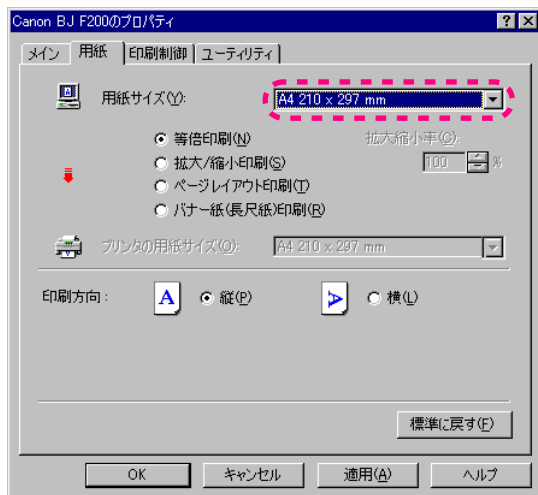 Canon BJ F200のプロパティ
メイン 用紙 印刷制御 ユーティリティ
用紙サイズ(Y): A4 210 x 297 mm
等倍印刷(N) 拡大縮小率(C):
拡大/縮小印刷(S) 100 %
ページレイアウト印刷(T)
バナー紙(長尺紙)印刷(R)
プリンタの用紙サイズ(O): A4 210 x 297 mm
印刷方向: A 縦(P) A 横(L)
標準に戻す(F)
OK キャンセル 適用(A) ヘルプ